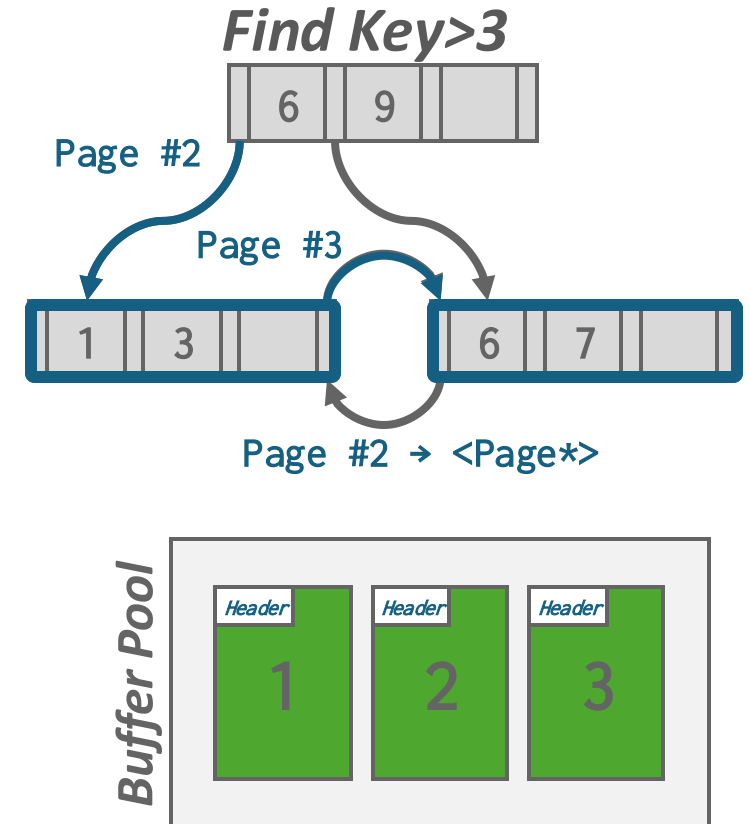 Find Key>3
6 9
Page #2
Page #3
1 3
6 7
Page #2 → <Page*>
Buffer Pool
Header Header Header
1 2 3